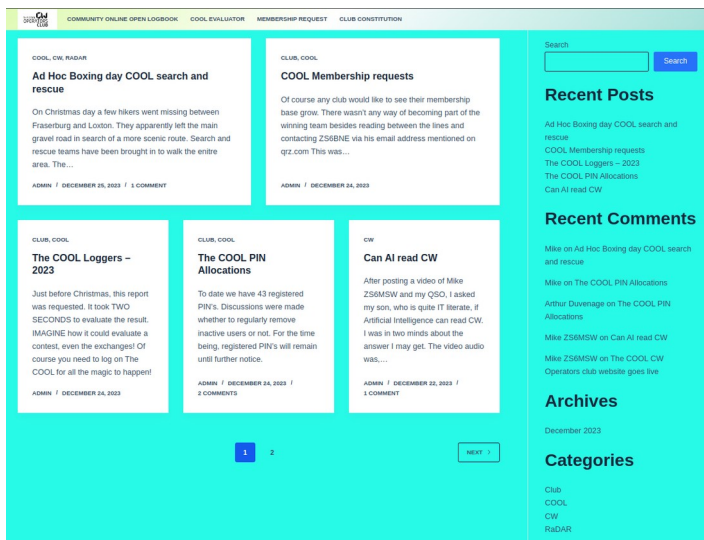 CW
OPERATORS
CLUB
COMMUNITY ONLINE OPEN LOGBOOK COOL EVALUATOR MEMBERSHIP REQUEST CLUB CONSTITUTION
COOL, CW, RADAR
Ad Hoc Boxing day COOL search and
rescue
On Christmas day a few hikers went missing between
Fraserburg and Loxton. They apparently left the main
gravel road in search of a more scenic route. Search and
rescue teams have been brought in to walk the enitre
area. The…
ADMIN / DECEMBER 25, 2023 / 1 COMMENT
CLUB, COOL
COOL Membership requests
Of course any club would like to see their membership
base grow. There wasn't any way of becoming part of the
winning team besides reading between the lines and
contacting ZS6BNE via his email address mentioned on
qrz.com This was…
ADMIN / DECEMBER 24, 2023
CLUB, COOL
The COOL Loggers –
2023
Just before Christmas, this report
was requested. It took TWO
SECONDS to evaluate the result.
IMAGINE how it could evaluate a
contest, even the exchanges! Of
course you need to log on The
COOL for all the magic to happen!
ADMIN / DECEMBER 24, 2023
CLUB, COOL
The COOL PIN
Allocations
To date we have 43 registered
PIN's. Discussions were made
whether to regularly remove
inactive users or not. For the time
being, registered PIN's will remain
until further notice.
ADMIN / DECEMBER 24, 2023 /
2 COMMENTS
CW
Can AI read CW
After posting a video of Mike
ZS6MSW and my QSO, I asked
my son, who is quite IT literate, if
Artificial Intelligence can read CW.
I was in two minds about the
answer I may get. The video audio
was,…
ADMIN / DECEMBER 22, 2023 /
1 COMMENT
1 2 NEXT
Search
Search
Recent Posts
Ad Hoc Boxing day COOL search and
rescue
COOL Membership requests
The COOL Loggers – 2023
The COOL PIN Allocations
Can AI read CW
Recent Comments
Mike on Ad Hoc Boxing day COOL search
and rescue
Mike on The COOL PIN Allocations
Arthur Duvenage on The COOL PIN
Allocations
Mike ZS6MSW on Can AI read CW
Mike ZS6MSW on The COOL CW
Operators club website goes live
Archives
December 2023
Categories
Club
COOL
CW
RaDAR